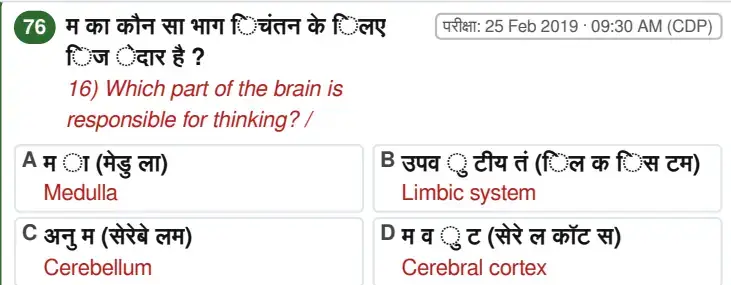 76 म का कौन सा भाग िचंतन के िलए परीक्षा: 25 Feb 2019 · 09:30 AM (CDP)
िज ेदार है ?
16) Which part of the brain is
responsible for thinking? /
A म ा (मेडु ला) B उपव ु टीय तं (िल क िस टम)
Medulla Limbic system
C अनु म (सेरेबे लम) D म व ु ट (सेरे ल कॉट स)
Cerebellum Cerebral cortex